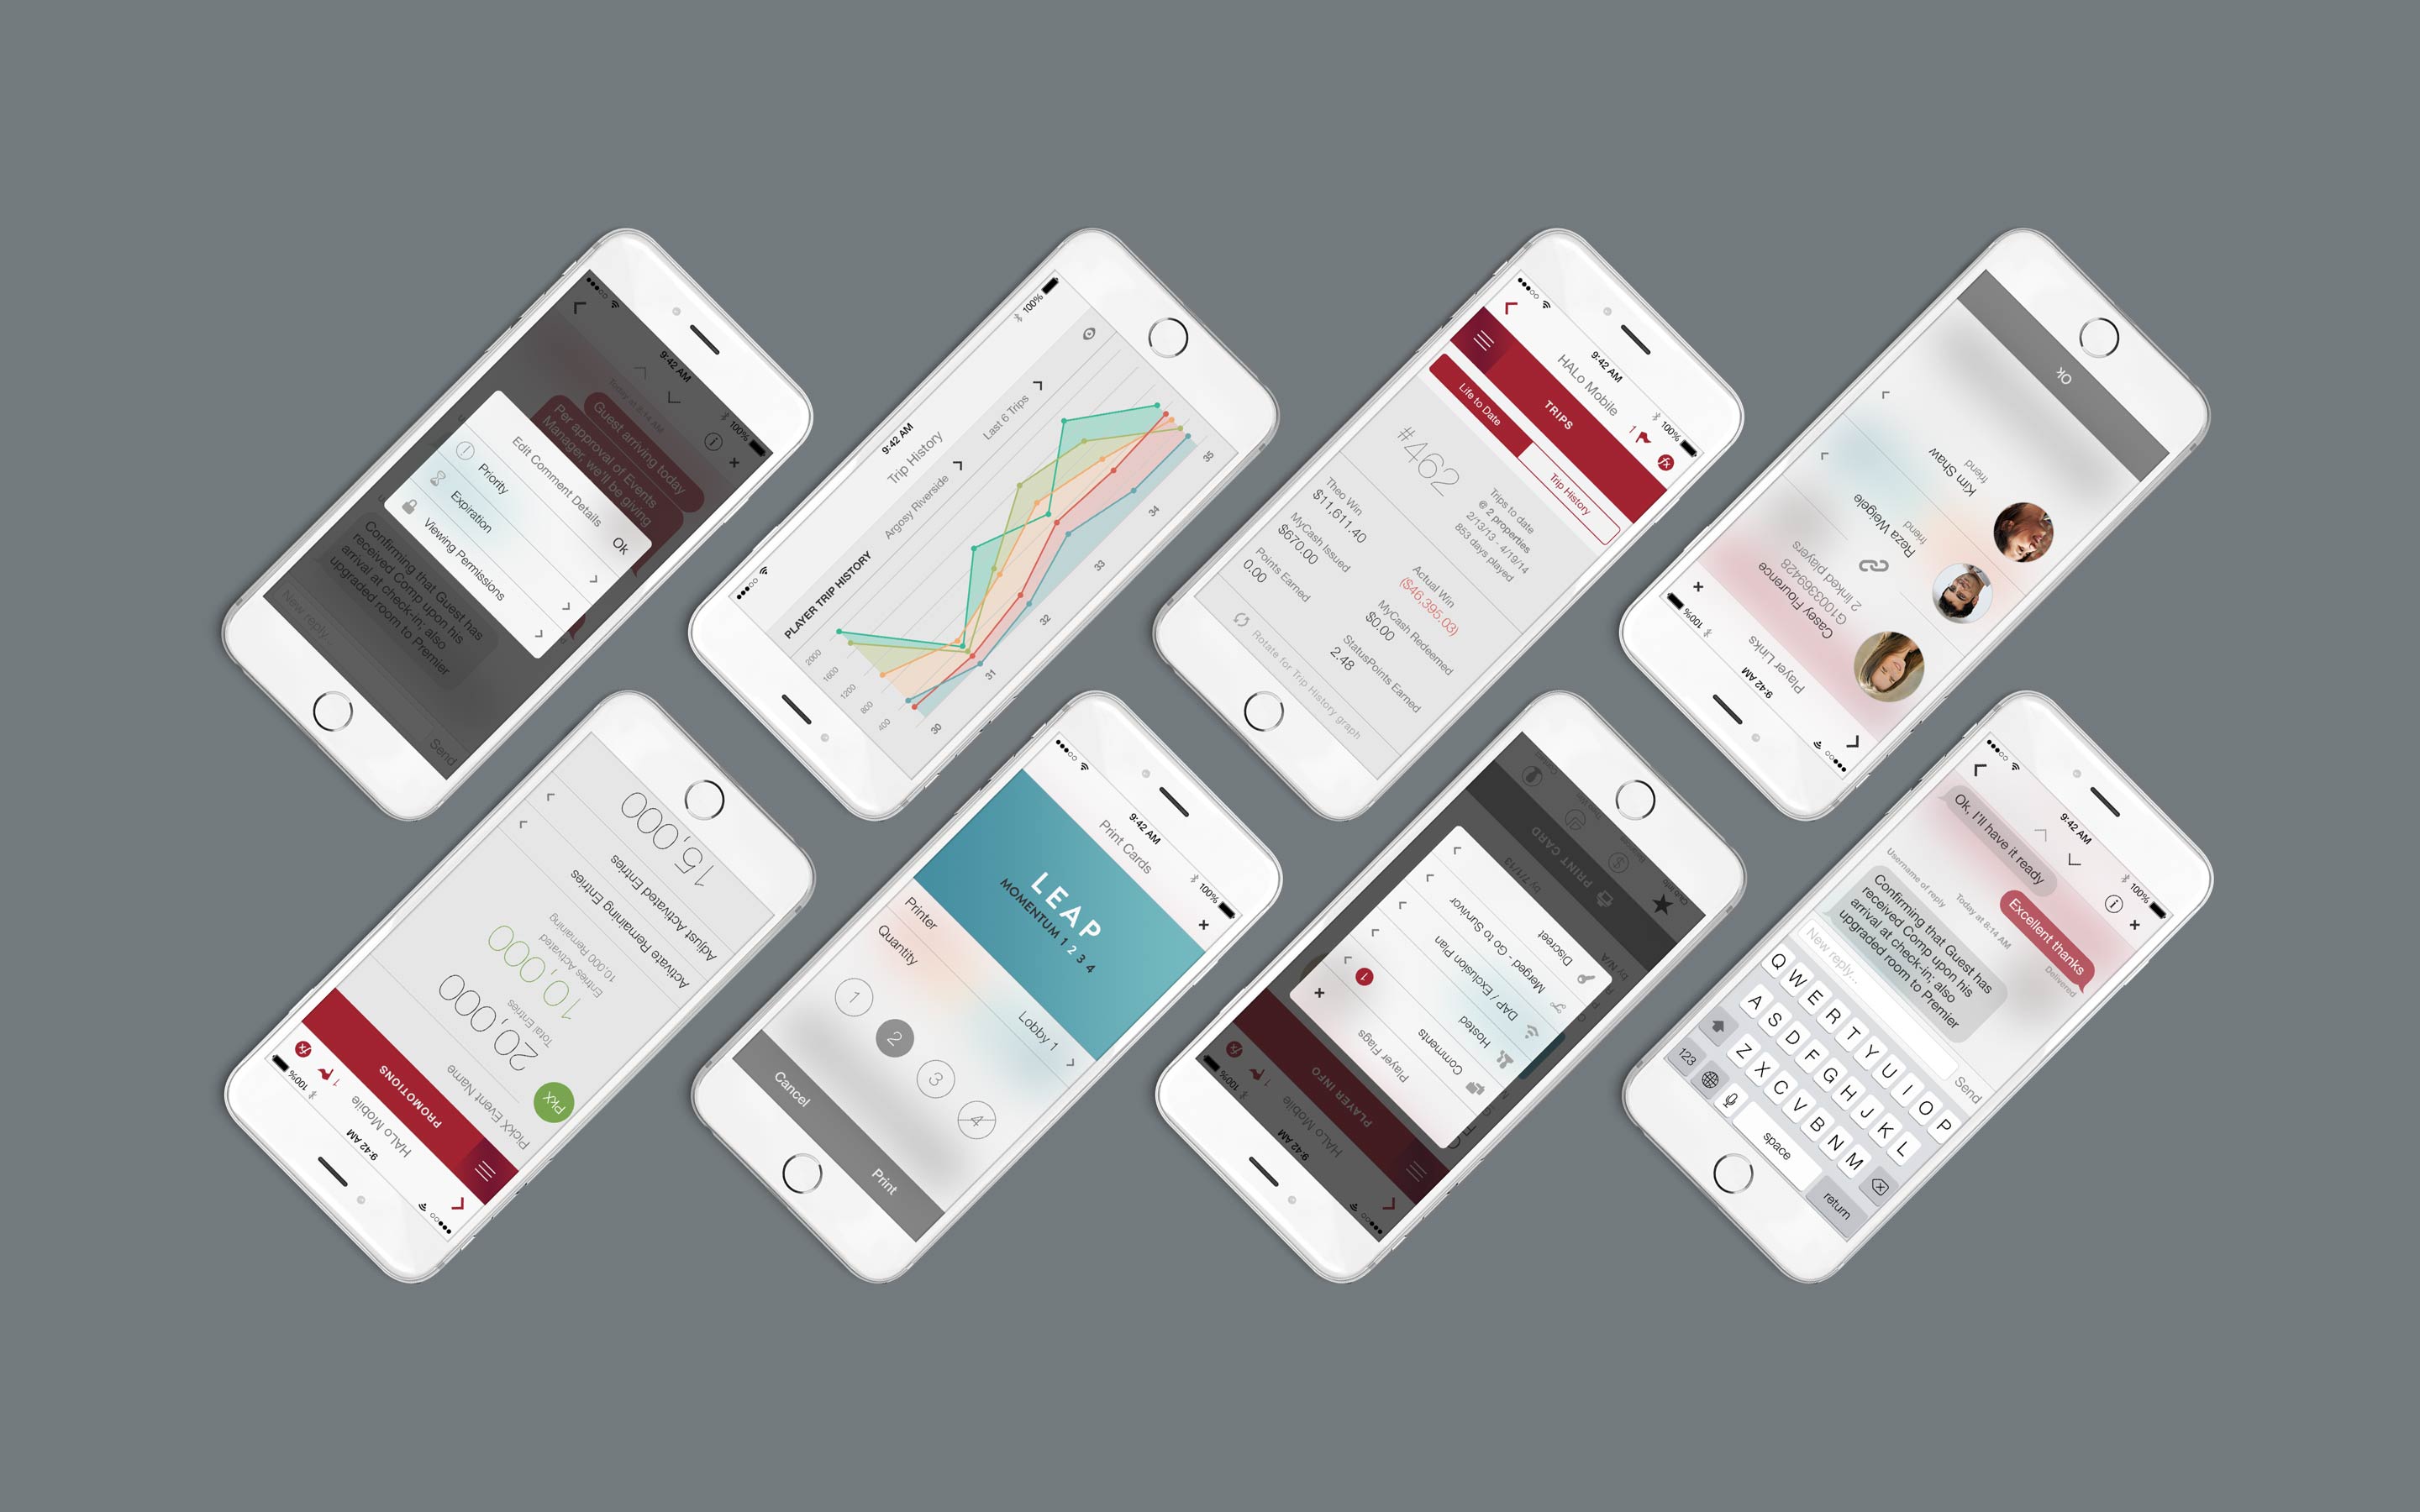 9:42 AM
100%
Today at 8:14 AM
Guest arriving today
Per approval of Events
Manager, we'll be giving
Edit Comment Details
Ok
Priority
Expiration
Viewing Permissions
Confirming that Guest has
received Comp upon his
arrival at check-in; also
upgraded room to Premier
New reply
Send
9:42 AM
100%
Trip History
Argosy Riverside
Last 6 Trips
PLAYER TRIP HISTORY
2000
1600
1200
800
400
30
31
32
33
34
35
9:42 AM
100%
HALo Mobile
1
fx
TRIPS
Life to Date
Trip History
#462
Trips to date
@ 2 properties
2/13/13 - 4/19/14
853 days played
Theo Win
$11,611.40
Actual Win
($46,395.03)
MyCash Issued
$670.00
MyCash Redeemed
$0.00
Points Earned
0.00
StatusPoints Earned
2.48
Rotate for Trip History graph
9:42 AM
100%
Player Links
Casey Flourence
G100339369428
2 linked players
Reza Weigele
friend
Kim Shaw
friend
Ok
9:42 AM
100%
HALo Mobile
1
fx
PROMOTIONS
PickX Event Name
PkX
20,000
Total Entries
10,000
Entries Activated
10,000 Remaining
Activate Remaining Entries
Adjust Activated Entries
15,000
9:42 AM
100%
Print Cards
LEAP
MOMENTUM 1 2 3 4
Printer
Lobby 1
Quantity
1
2
3
4
Cancel
Print
9:42 AM
100%
HALo Mobile
1
fx
PLAYER INFO
Player Flags
Comments
1
Hosted
DAP / Exclusion Plan
Merged - Go to Survivor
Discreet
by 7/1/13
by N/A
PRINT CARD
9:42 AM
100%
Ok, I'll have it ready
Username of reply
Excellent thanks
Delivered
Today at 8:14 AM
Confirming that Guest has
received Comp upon his
arrival at check-in; also
upgraded room to Premier
New reply...
Send
Q W E R T Y U I O P
A S D F G H J K L
Z X C V B N M
123
space
return